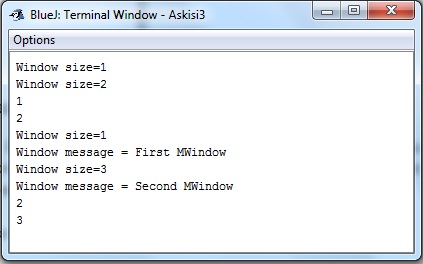 BlueJ: Terminal Window - Askisi3
Options
Window size=1
Window size=2
1
2
Window size=1
Window message = First MWindow
Window size=3
Window message = Second MWindow
2
3